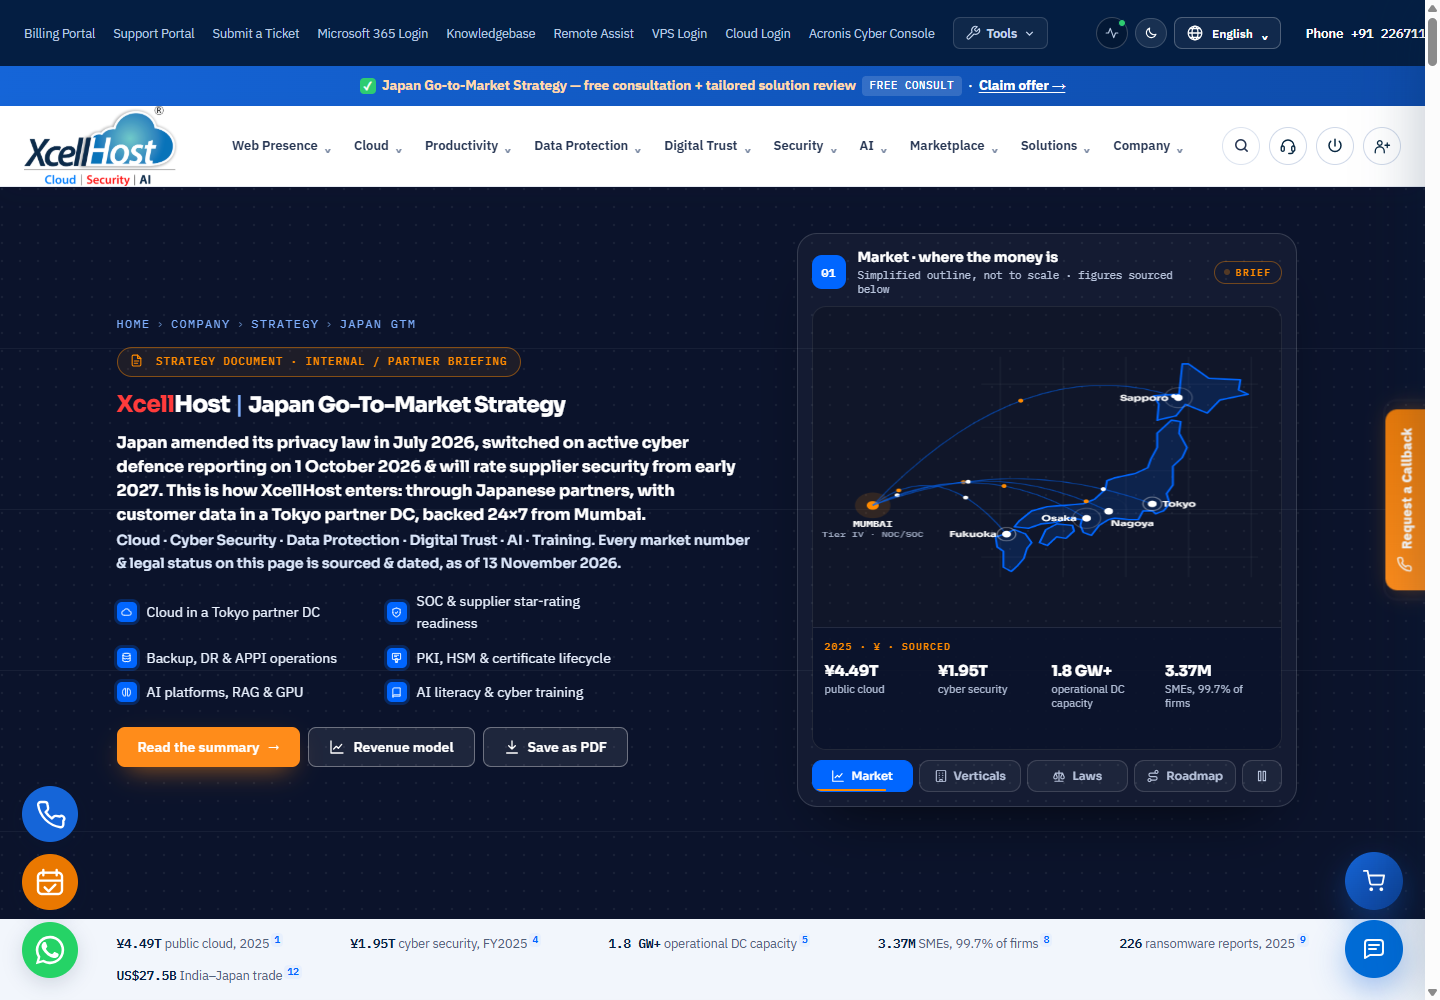 Billing Portal
Support Portal
Submit a Ticket
Microsoft 365 Login
Knowledgebase
Remote Assist
VPS Login
Cloud Login
Acronis Cyber Console
Tools
English
Phone +91 226711
Japan Go-to-Market Strategy — free consultation + tailored solution review FREE CONSULT · Claim offer →
XcellHost®
Cloud | Security | AI
Web Presence
Cloud
Productivity
Data Protection
Digital Trust
Security
AI
Marketplace
Solutions
Company
HOME › COMPANY › STRATEGY › JAPAN GTM
STRATEGY DOCUMENT · INTERNAL / PARTNER BRIEFING
XcellHost | Japan Go-To-Market Strategy
Japan amended its privacy law in July 2026, switched on active cyber
defence reporting on 1 October 2026 & will rate supplier security from early
2027. This is how XcellHost enters: through Japanese partners, with
customer data in a Tokyo partner DC, backed 24×7 from Mumbai.
Cloud · Cyber Security · Data Protection · Digital Trust · AI · Training. Every market number
& legal status on this page is sourced & dated, as of 13 November 2026.
Cloud in a Tokyo partner DC
SOC & supplier star-rating
readiness
Backup, DR & APPI operations
PKI, HSM & certificate lifecycle
AI platforms, RAG & GPU
AI literacy & cyber training
Read the summary →
Revenue model
Save as PDF
01
Market · where the money is
Simplified outline, not to scale · figures sourced
below
BRIEF
Sapporo
MUMBAI
Tier IV · NOC/SOC
Fukuoka
Osaka
Nagoya
Tokyo
2025 · ¥ · SOURCED
¥4.49T
public cloud
¥1.95T
cyber security
1.8 GW+
operational DC
capacity
3.37M
SMEs, 99.7% of
firms
Market
Verticals
Laws
Roadmap
Request a Callback
¥4.49T public cloud, 2025 1
¥1.95T cyber security, FY2025 4
1.8 GW+ operational DC capacity 5
3.37M SMEs, 99.7% of firms 8
226 ransomware reports, 2025 9
US$27.5B India–Japan trade 12